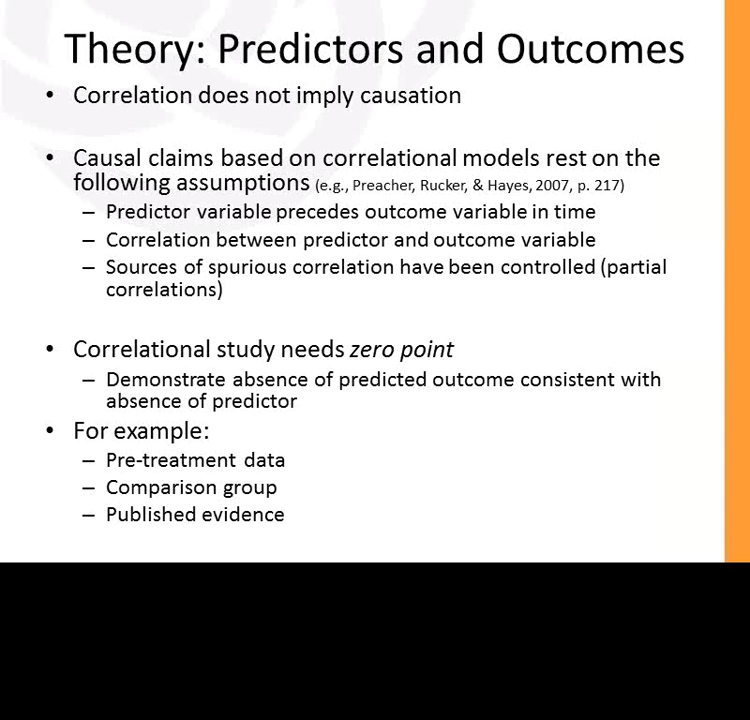 Theory: Predictors and Outcomes
• Correlation does not imply causation
• Causal claims based on correlational models rest on the
following assumptions (e.g., Preacher, Rucker, & Hayes, 2007, p. 217)
– Predictor variable precedes outcome variable in time
– Correlation between predictor and outcome variable
– Sources of spurious correlation have been controlled (partial
correlations)
• Correlational study needs zero point
– Demonstrate absence of predicted outcome consistent with
absence of predictor
• For example:
– Pre-treatment data
– Comparison group
– Published evidence